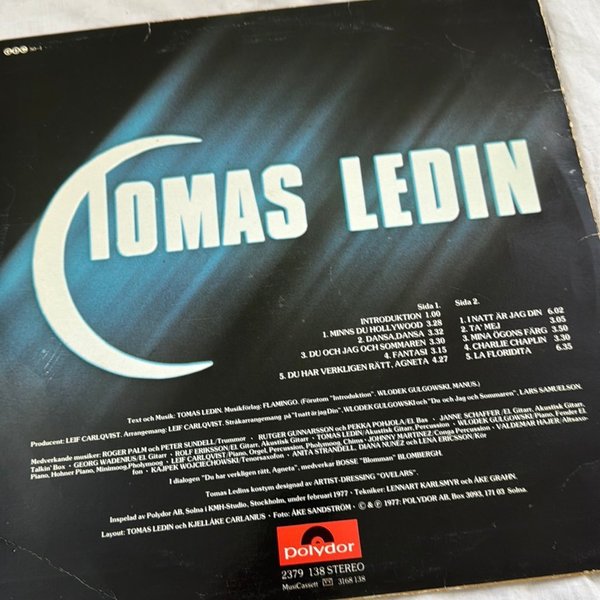 TOMAS LEDIN
Side 1.
INTRODUKTION 1.00
1. MINNS DU HOLLYWOOD 3.28
2. DANSA,DANSA 3.32
3. DU OCH JAG OCH SOMMAREN 3.30
4. FANTASI 3.15
5. DU HAR VERKLIGEN RÄTT, AGNETA 4.27
Side 2.
1. I NATT ÄR JAG DIN 6.02
2. TA' MEJ 3.05
3. MINA ÖGONS FÄRG 3.50
4. CHARLIE CHAPLIN 3.30
5. LA FLORIDITA 6.35
Text och Musik: TOMAS LEDIN. Musikförlag: FLAMINGO. (Förutom "Introduktion". WLODEK GULGOWSKI. MANUS.)
Producent: LEIF CARLQVIST. Arrangemang: LEIF CARLQVIST. Stråkarrangemang på "I natt är jag Din", WLODEK GULGOWSKI och "Du och Jag och Sommaren", LARS SAMUELSON.
Medverkande musiker: ROGER PALM och PETER SUNDELL/Trummor • RUTGER GUNNARSSON och PEKKA POHJOLA/El Bas • JANNE SCHAFFER/El Gitarr, Akustisk Gitarr,
Talkin' Box • GEORG WADENIUS/El Gitarr • ROLF ERIKSSON/El Gitarr, Akustisk Gitarr • TOMAS LEDIN/Akustisk Gitarr, Percussion • WLODEK GULGOWSKI/Piano, Fender El
Piano, Hohner Piano, Minimoog, Polymoog • LEIF CARLQVIST/Piano, Orgel, Percussion, Polymoog, Chims • JOHNNY MARTINEZ/Conga Percussion • VALDEMAR HAJER/Altsaxo-
fon • KAJPEK WOJCIECHOWSKI/Tenorsaxofon • ANITA STRANDELL, DIANA NUNEZ och LENA ERICSSON/Kör
I dialogen "Du har verkligen rätt, Agneta", medverkar BOSSE "Blomman" BLOMBERGH.
Tomas Ledins kostym designad av ARTIST-DRESSING "OVELARS".
Inspelad av Polydor AB. Solna i KMH-Studio, Stockholm, under februari 1977 • Tekniker: LENNART KARLSMYR och ÅKE GRAHN.
Layout: TOMAS LEDIN och KJELLÅKE CARLANIUS • Foto: ÅKE SANDSTRÖM • © & ℗ 1977: POLYDOR AB. Box 3093, 171 03 Solna.
polydor
2379 138 STEREO
MusiCassett 3168 138